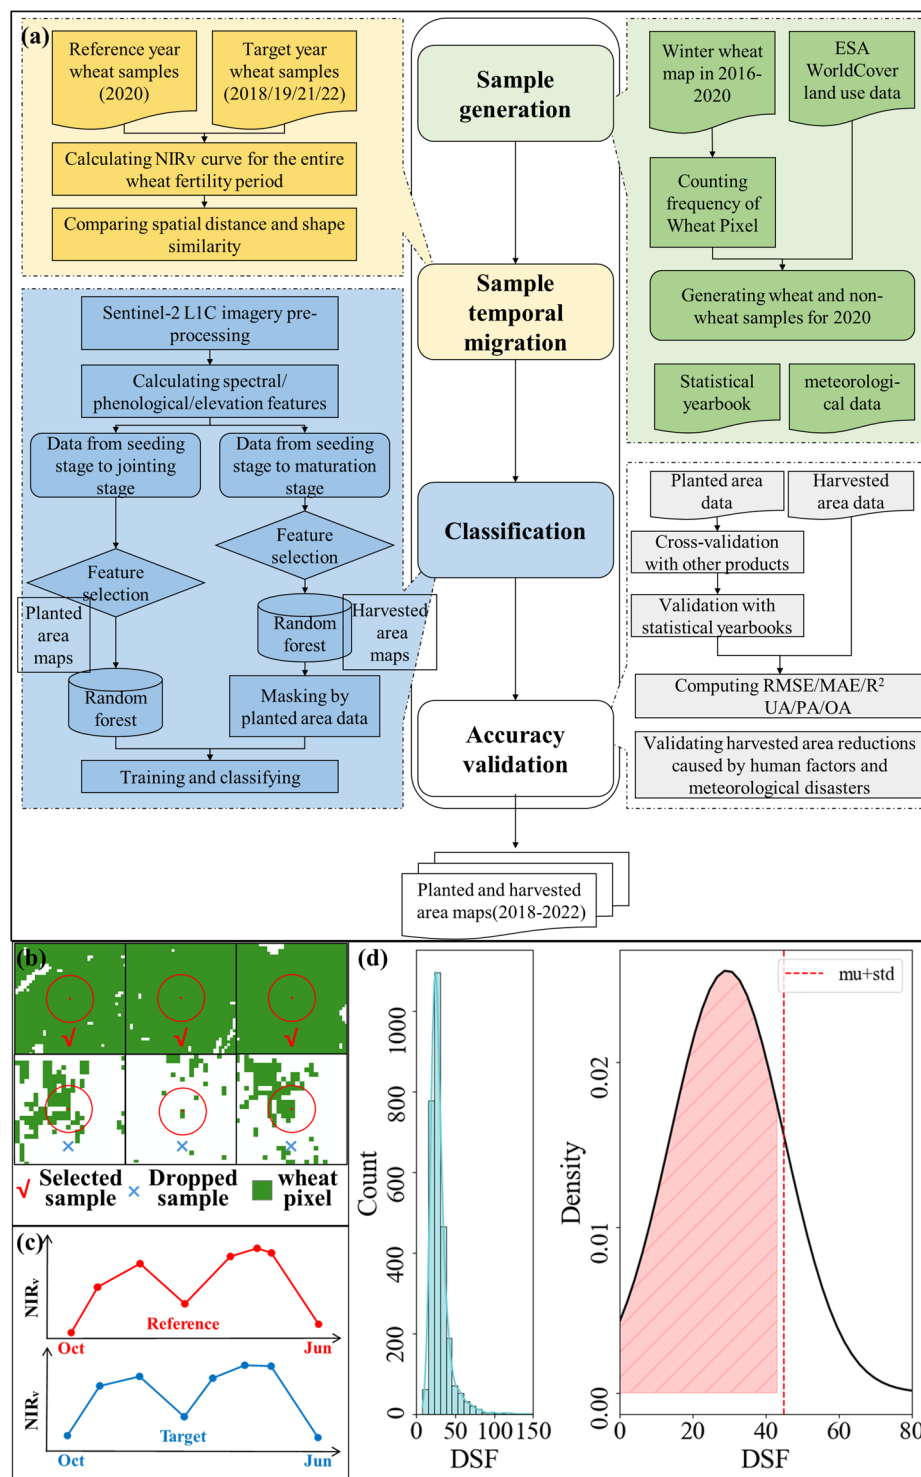 (a)
Reference year
wheat samples
(2020)
Target year
wheat samples
(2018/19/21/22)
Calculating NIRv curve for the entire
wheat fertility period
Comparing spatial distance and shape
similarity
Sample
generation
Sample
temporal
migration
Classification
Accuracy
validation
Planted and harvested
area maps(2018-2022)
Winter wheat
map in 2016-
2020
ESA
WorldCover
land use data
Counting
frequency of
Wheat Pixel
Generating wheat and non-
wheat samples for 2020
Statistical
yearbook
meteorologi-
cal data
Sentinel-2 L1C imagery pre-
processing
Calculating spectral/
phenological/elevation features
Data from seeding
stage to jointing
stage
Data from seeding
stage to maturation
stage
Feature
selection
Feature
selection
Planted
area
maps
Random
forest
Harvested
area
maps
Random
forest
Masking by
planted area data
Training and classifying
Planted area
data
Harvested
area data
Cross-validation
with other products
Validation with
statistical yearbooks
Computing RMSE/MAE/R²
UA/PA/OA
Validating harvested area reductions
caused by human factors and
meteorological disasters
(b)
√
√
√
×
×
×
√ Selected
sample
× Dropped
sample
wheat
pixel
(c)
NIRv
Reference
Oct
Jun
NIRv
Target
Oct
Jun
(d)
Count
1000
800
600
400
200
0
0
50
100
150
DSF
mu+std
Density
0.02
0.01
0.00
0
20
40
60
80
DSF